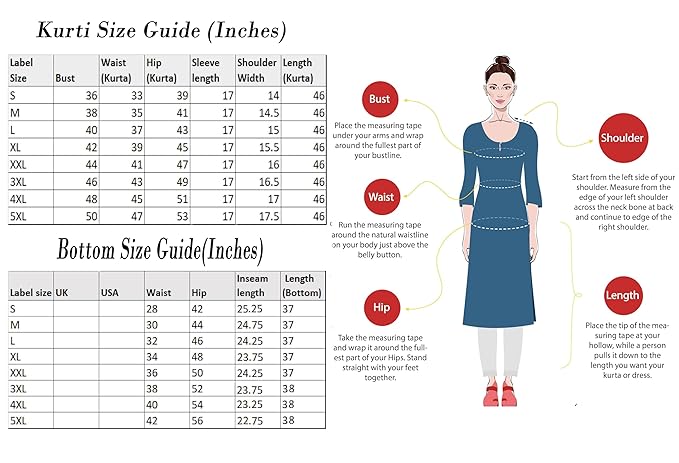 Kurti Size Guide (Inches)
Label Size Bust Waist (Kurta) Hip (Kurta) Sleeve length Shoulder Width Length (Kurta)
S 36 33 39 17 14 46
M 38 35 41 17 14.5 46
L 40 37 43 17 15 46
XL 42 39 45 17 15.5 46
XXL 44 41 47 17 16 46
3XL 46 43 49 17 16.5 46
4XL 48 45 51 17 17 46
5XL 50 47 53 17 17.5 46
Bottom Size Guide(Inches)
Label size UK USA Waist Hip Inseam length Length (Bottom)
S 28 42 25.25 37
M 30 44 24.75 37
L 32 46 24.25 37
XL 34 48 23.75 37
XXL 36 50 24.25 37
3XL 38 52 23.75 38
4XL 40 54 23.25 38
5XL 42 56 22.75 38
Bust
Place the measuring tape
under your arms and wrap
around the fullest part of
your bustline.
Waist
Run the measuring tape
around the natural waistline
on your body just above the
belly button.
Hip
Take the measuring tape
and wrap it around the full-
est part of your Hips. Stand
straight with your feet
together.
Shoulder
Start from the left side of your
shoulder. Measure from the
edge of your left shoulder
across the neck bone at back
and continue to edge of the
right shoulder.
Length
Place the tip of the mea-
suring tape at your
hollow, while a person
pulls it down to the
length you want your
kurta or dress.